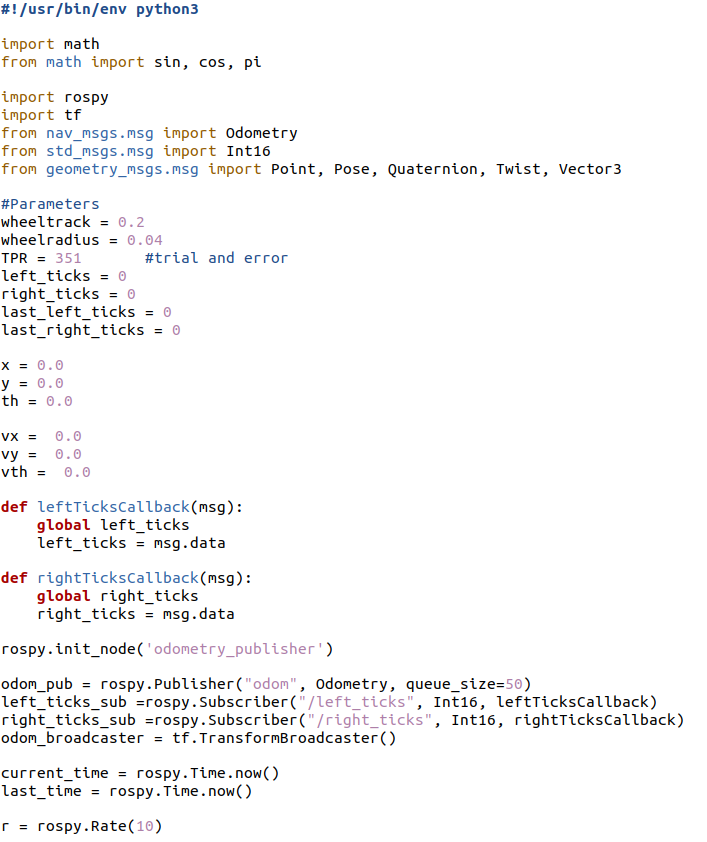 #!/usr/bin/env python3
import math
from math import sin, cos, pi
import rospy
import tf
from nav_msgs.msg import Odometry
from std_msgs.msg import Int16
from geometry_msgs.msg import Point, Pose, Quaternion, Twist, Vector3
#Parameters
wheeltrack = 0.2
wheelradius = 0.04
TPR = 351       #trial and error
left_ticks = 0
right_ticks = 0
last_left_ticks = 0
last_right_ticks = 0
x = 0.0
y = 0.0
th = 0.0
vx =  0.0
vy =  0.0
vth =  0.0
def leftTicksCallback(msg):
    global left_ticks
    left_ticks = msg.data
def rightTicksCallback(msg):
    global right_ticks
    right_ticks = msg.data
rospy.init_node('odometry_publisher')
odom_pub = rospy.Publisher("odom", Odometry, queue_size=50)
left_ticks_sub =rospy.Subscriber("/left_ticks", Int16, leftTicksCallback)
right_ticks_sub =rospy.Subscriber("/right_ticks", Int16, rightTicksCallback)
odom_broadcaster = tf.TransformBroadcaster()
current_time = rospy.Time.now()
last_time = rospy.Time.now()
r = rospy.Rate(10)